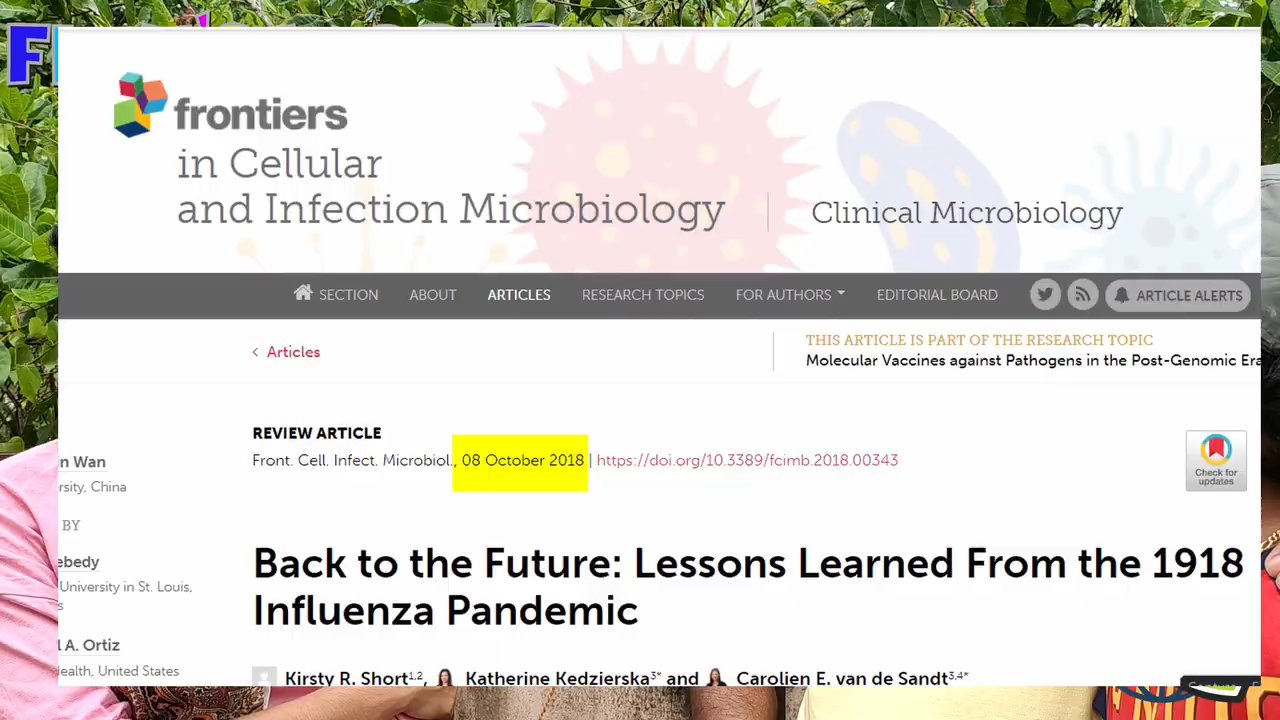 F
frontiers
in Cellular
and Infection Microbiology
Clinical Microbiology
SECTION ABOUT ARTICLES RESEARCH TOPICS FOR AUTHORS EDITORIAL BOARD ARTICLE ALERTS
Articles
THIS ARTICLE IS PART OF THE RESEARCH TOPIC
Molecular Vaccines against Pathogens in the Post-Genomic Era
REVIEW ARTICLE
Front. Cell. Infect. Microbiol., 08 October 2018 | https://doi.org/10.3389/fcimb.2018.00343
Check for
updates
n Wan
rsity, China
BY
ebedy
University in St. Louis,
s
l A. Ortiz
Health, United States
Back to the Future: Lessons Learned From the 1918
Influenza Pandemic
Kirsty R. Short1,2, Katherine Kedzierska3* and Carolien E. van de Sandt3,4*